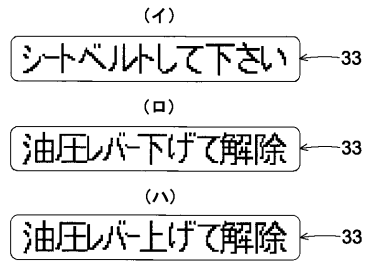 (イ)
シートベルトして下さい
33
(ロ)
油圧レバー下げて解除
33
(ハ)
油圧レバー上げて解除
33